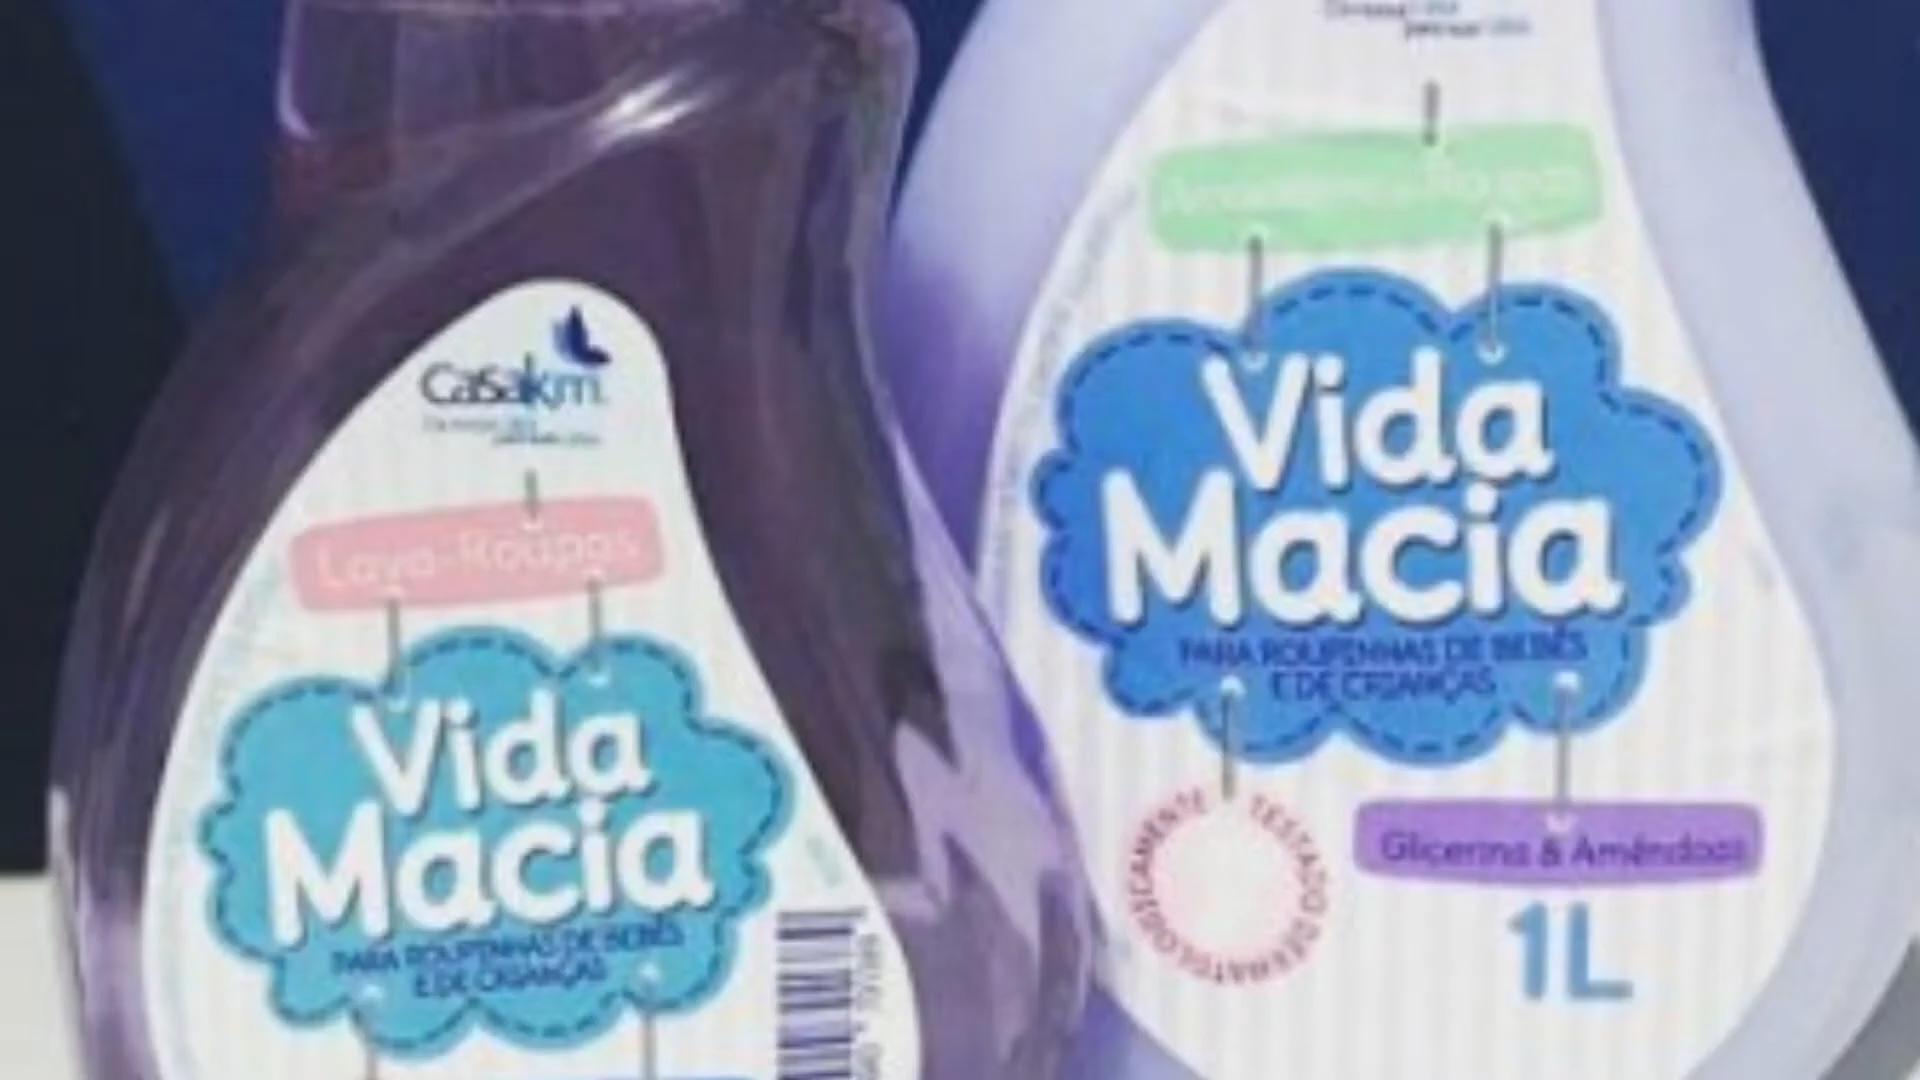 Casakm
Lava-Roupas
Vida
Macia
PARA ROUPINHAS DE BEBÊS
E DE CRIANÇAS
Vida
Macia
PARA ROUPINHAS DE BEBÊS
E DE CRIANÇAS
TESTADO DERMATOLOGICAMENTE
Glicerina & Amêndoas
1L